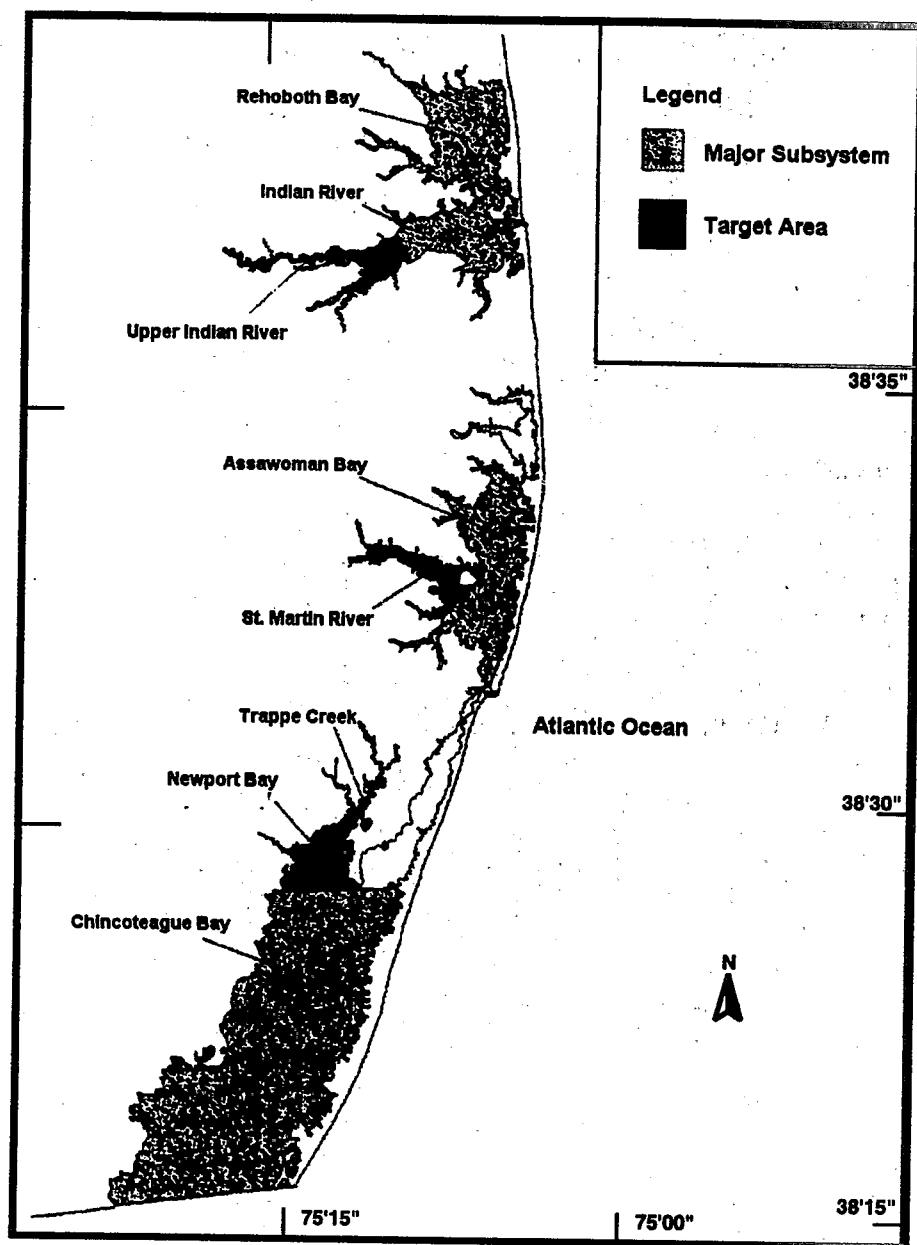 Rehoboth Bay
Indian River
Upper Indian River
Legend
Major Subsystem
Target Area
38'35"
Assawoman Bay
St. Martin River
Trappe Creek
Atlantic Ocean
Newport Bay
38'30"
Chincoteague Bay
N
75'15"
75'00"
38'15"